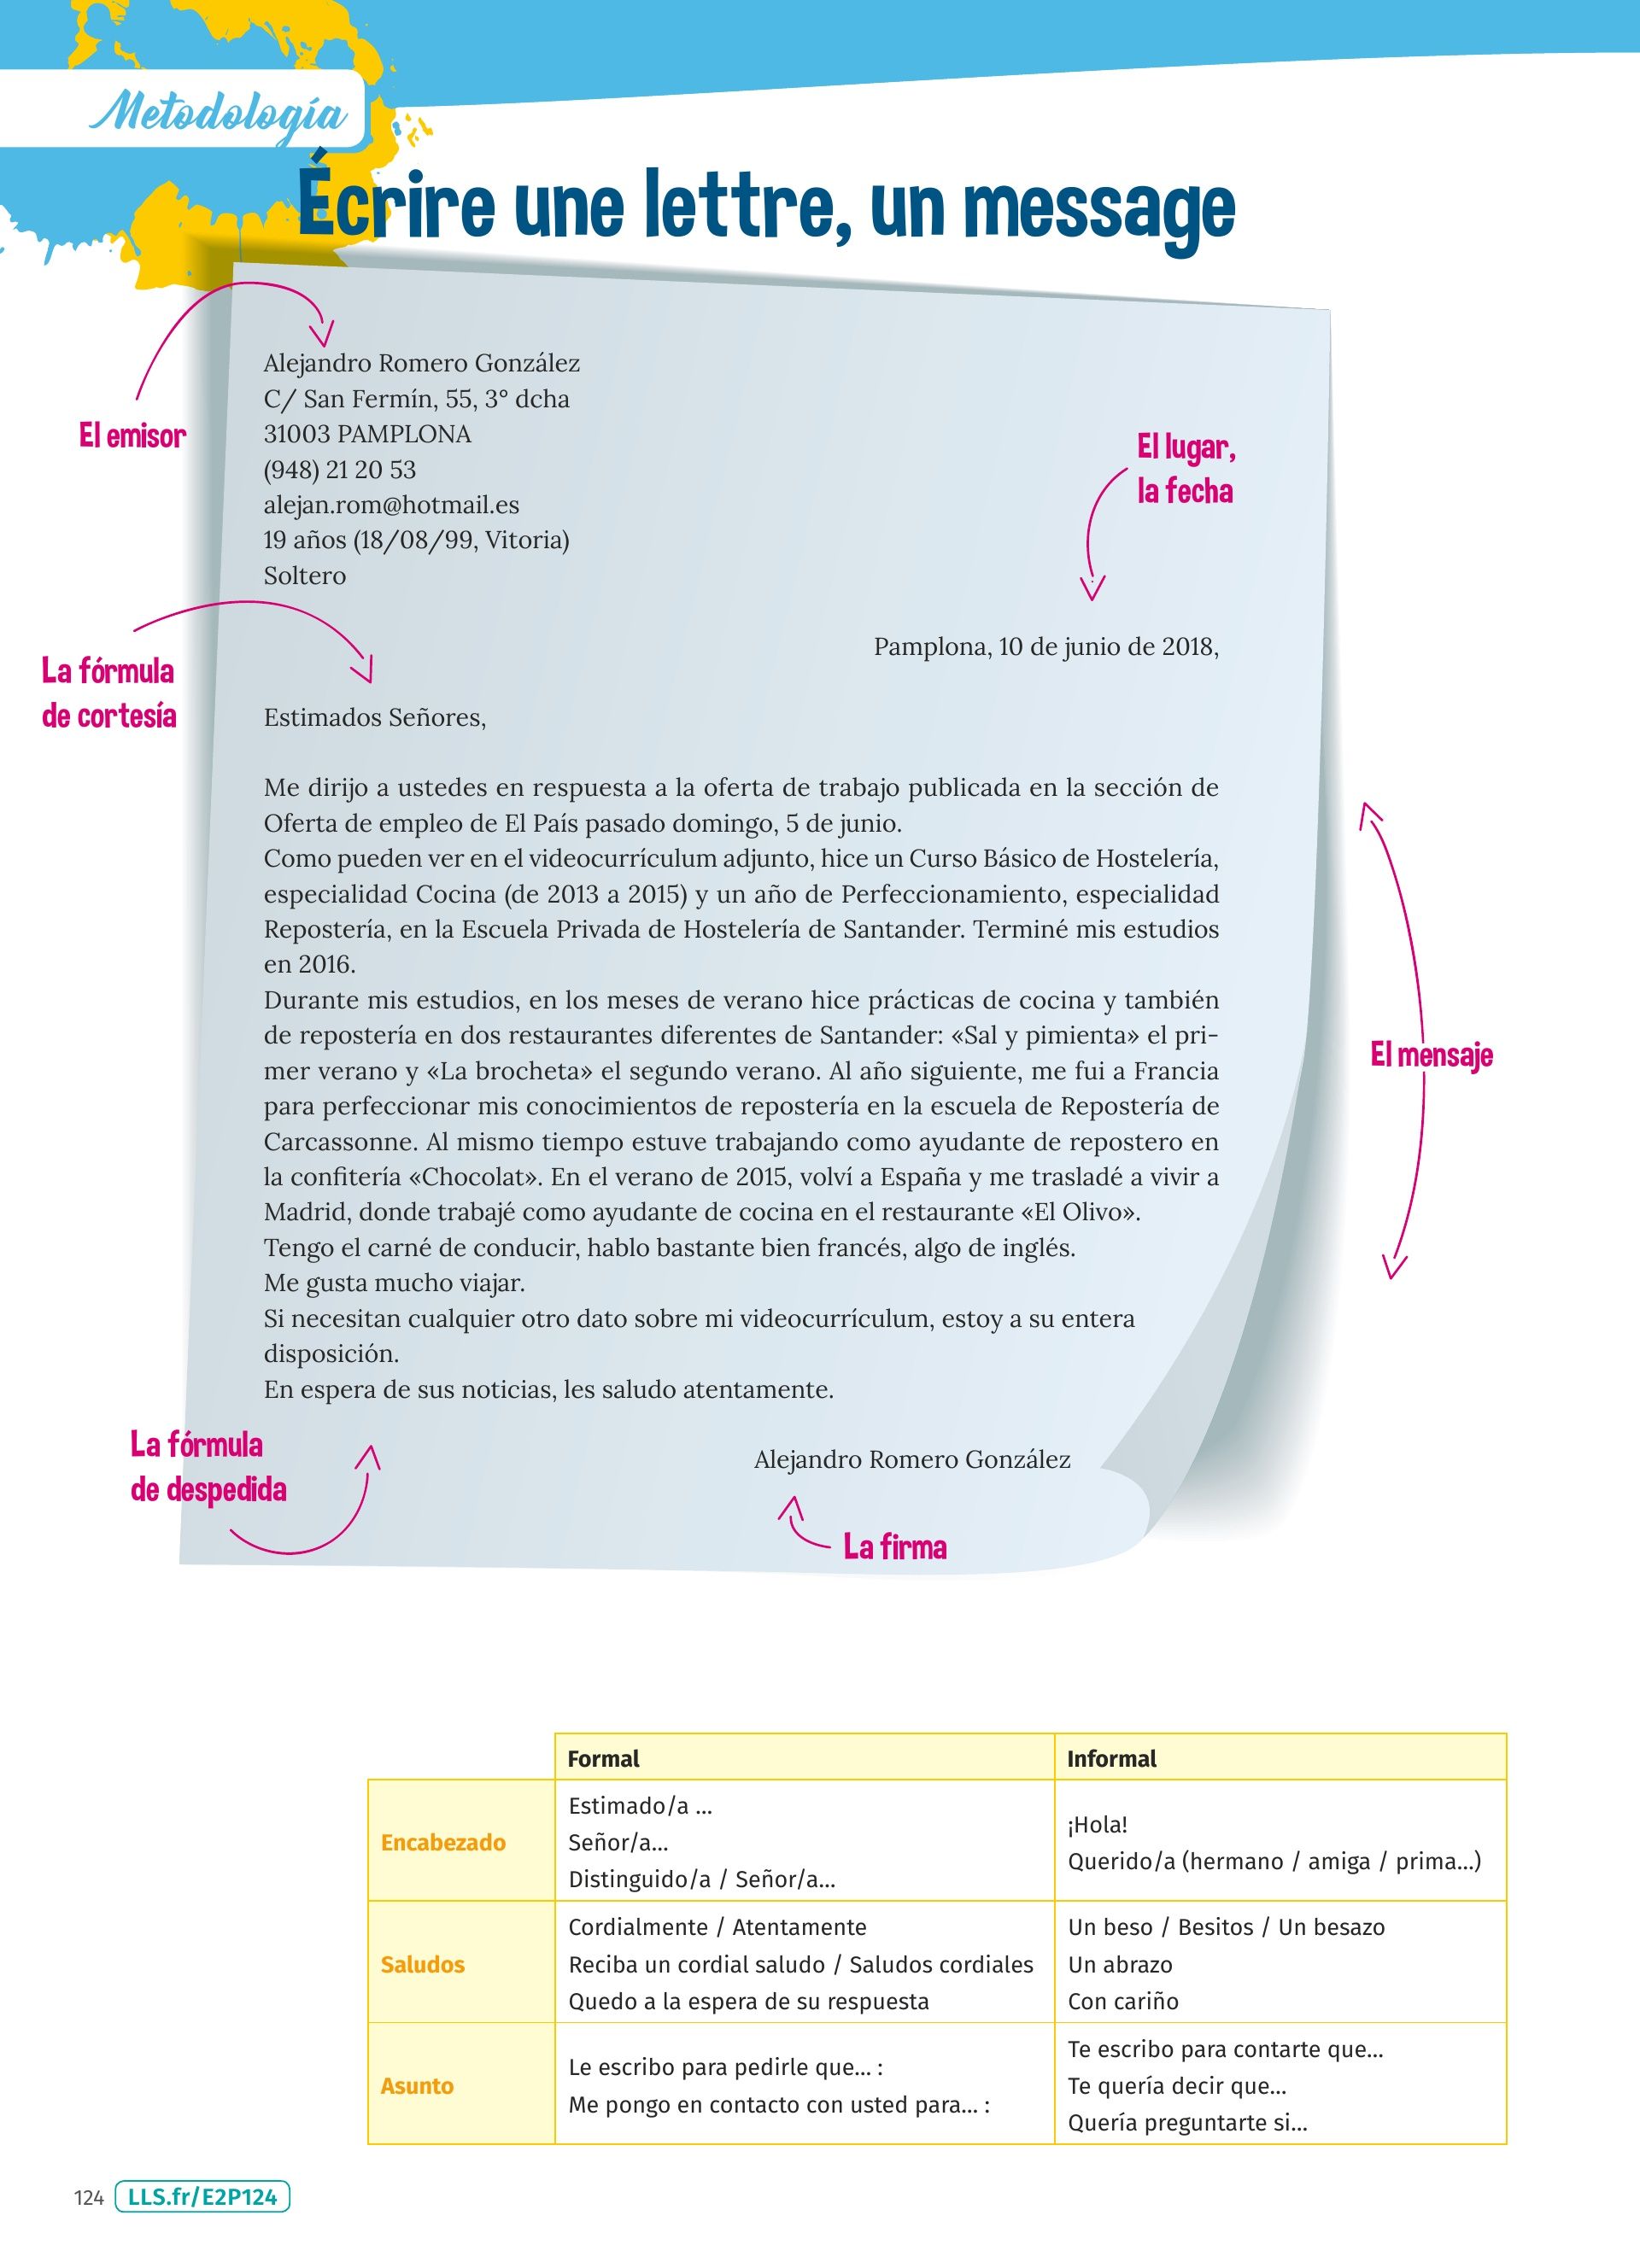 Metodología
Écrire une lettre, un message
El emisor
Alejandro Romero González
C/ San Fermín, 55, 3° dcha
31003 PAMPLONA
(948) 21 20 53
alejan.rom@hotmail.es
19 años (18/08/99, Vitoria)
Soltero
El lugar,
la fecha
Pamplona, 10 de junio de 2018,
La fórmula
de cortesía
Estimados Señores,
Me dirijo a ustedes en respuesta a la oferta de trabajo publicada en la sección de
Oferta de empleo de El País pasado domingo, 5 de junio.
Como pueden ver en el videocurrículum adjunto, hice un Curso Básico de Hostelería,
especialidad Cocina (de 2013 a 2015) y un año de Perfeccionamiento, especialidad
Repostería, en la Escuela Privada de Hostelería de Santander. Terminé mis estudios
en 2016.
Durante mis estudios, en los meses de verano hice prácticas de cocina y también
de repostería en dos restaurantes diferentes de Santander: «Sal y pimienta» el pri-
mer verano y «La brocheta» el segundo verano. Al año siguiente, me fui a Francia
para perfeccionar mis conocimientos de repostería en la escuela de Repostería de
Carcassonne. Al mismo tiempo estuve trabajando como ayudante de repostero en
la confitería «Chocolat». En el verano de 2015, volví a España y me trasladé a vivir a
Madrid, donde trabajé como ayudante de cocina en el restaurante «El Olivo».
Tengo el carné de conducir, hablo bastante bien francés, algo de inglés.
Me gusta mucho viajar.
Si necesitan cualquier otro dato sobre mi videocurrículum, estoy a su entera
disposición.
En espera de sus noticias, les saludo atentamente.
El mensaje
La fórmula
de despedida
Alejandro Romero González
La firma
Formal
Informal
Encabezado
Estimado/a ...
Señor/a...
Distinguido/a / Señor/a...
¡Hola!
Querido/a (hermano / amiga / prima...)
Saludos
Cordialmente / Atentamente
Reciba un cordial saludo / Saludos cordiales
Quedo a la espera de su respuesta
Un beso / Besitos / Un besazo
Un abrazo
Con cariño
Asunto
Le escribo para pedirle que... :
Me pongo en contacto con usted para... :
Te escribo para contarte que...
Te quería decir que...
Quería preguntarte si...
124 LLS.fr/E2P124